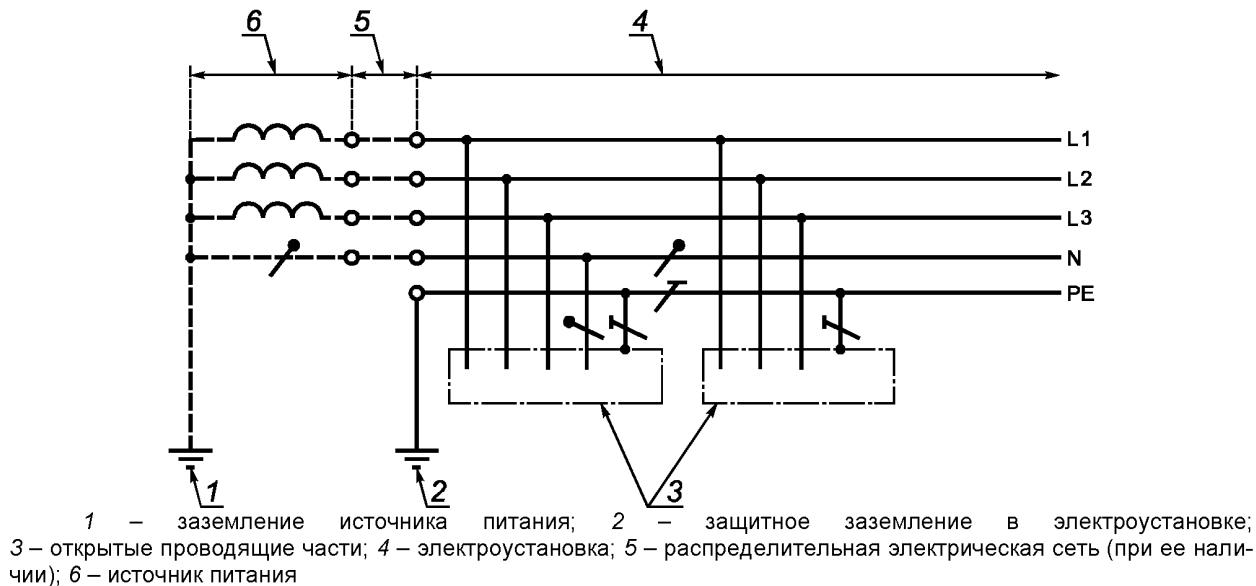 6 5 4
L1
L2
L3
N
PE
1 2 3
1 – заземление источника питания; 2 – защитное заземление в электроустановке;
3 – открытые проводящие части; 4 – электроустановка; 5 – распределительная электрическая сеть (при ее нали-
чии); 6 – источник питания